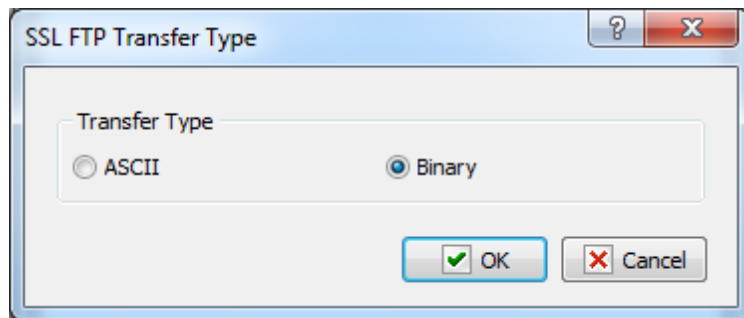 SSL FTP Transfer Type
Transfer Type
ASCII Binary
OK Cancel